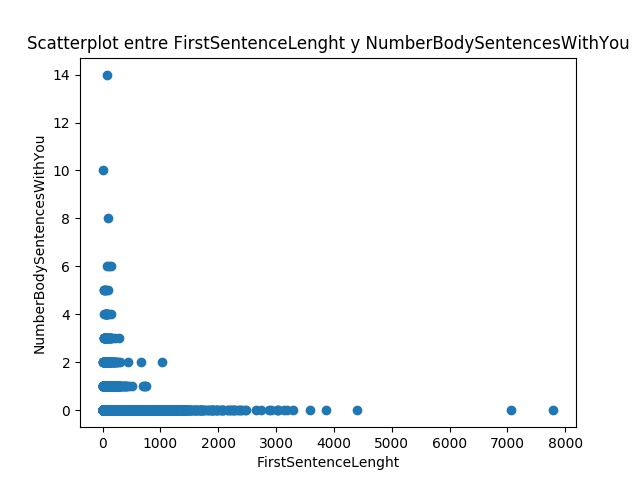 Scatterplot entre FirstSentenceLenght y NumberBodySentencesWithYou
14
12
10
8
6
4
2
0
NumberBodySentencesWithYou
0 1000 2000 3000 4000 5000 6000 7000 8000
FirstSentenceLenght